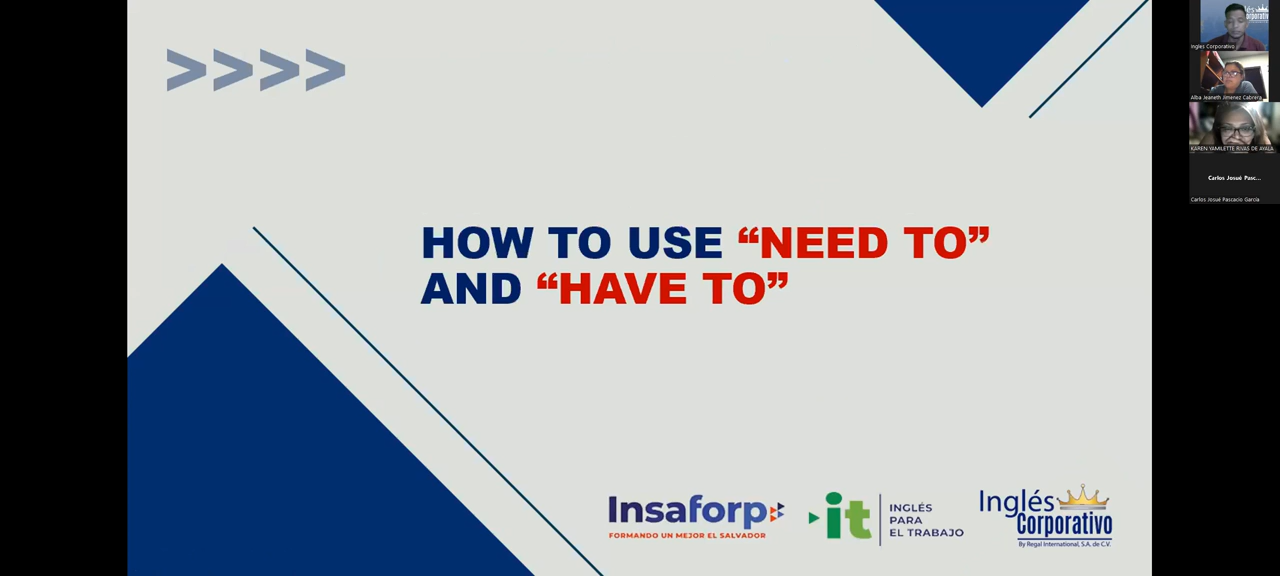 >>>>
HOW TO USE “NEED TO”
AND “HAVE TO”
Insaforp
FORMANDO UN MEJOR EL SALVADOR
it
INGLÉS
PARA
EL TRABAJO
Inglés
Corporativo
By Regal International, S.A. de C.V.
Ingles Corporativo
Alba Jeaneth Jimenez Cabrera
KAREN YAMILETTE RIVAS DE AYALA
Carlos Josué Pasc...
Carlos Josué Pascacio García